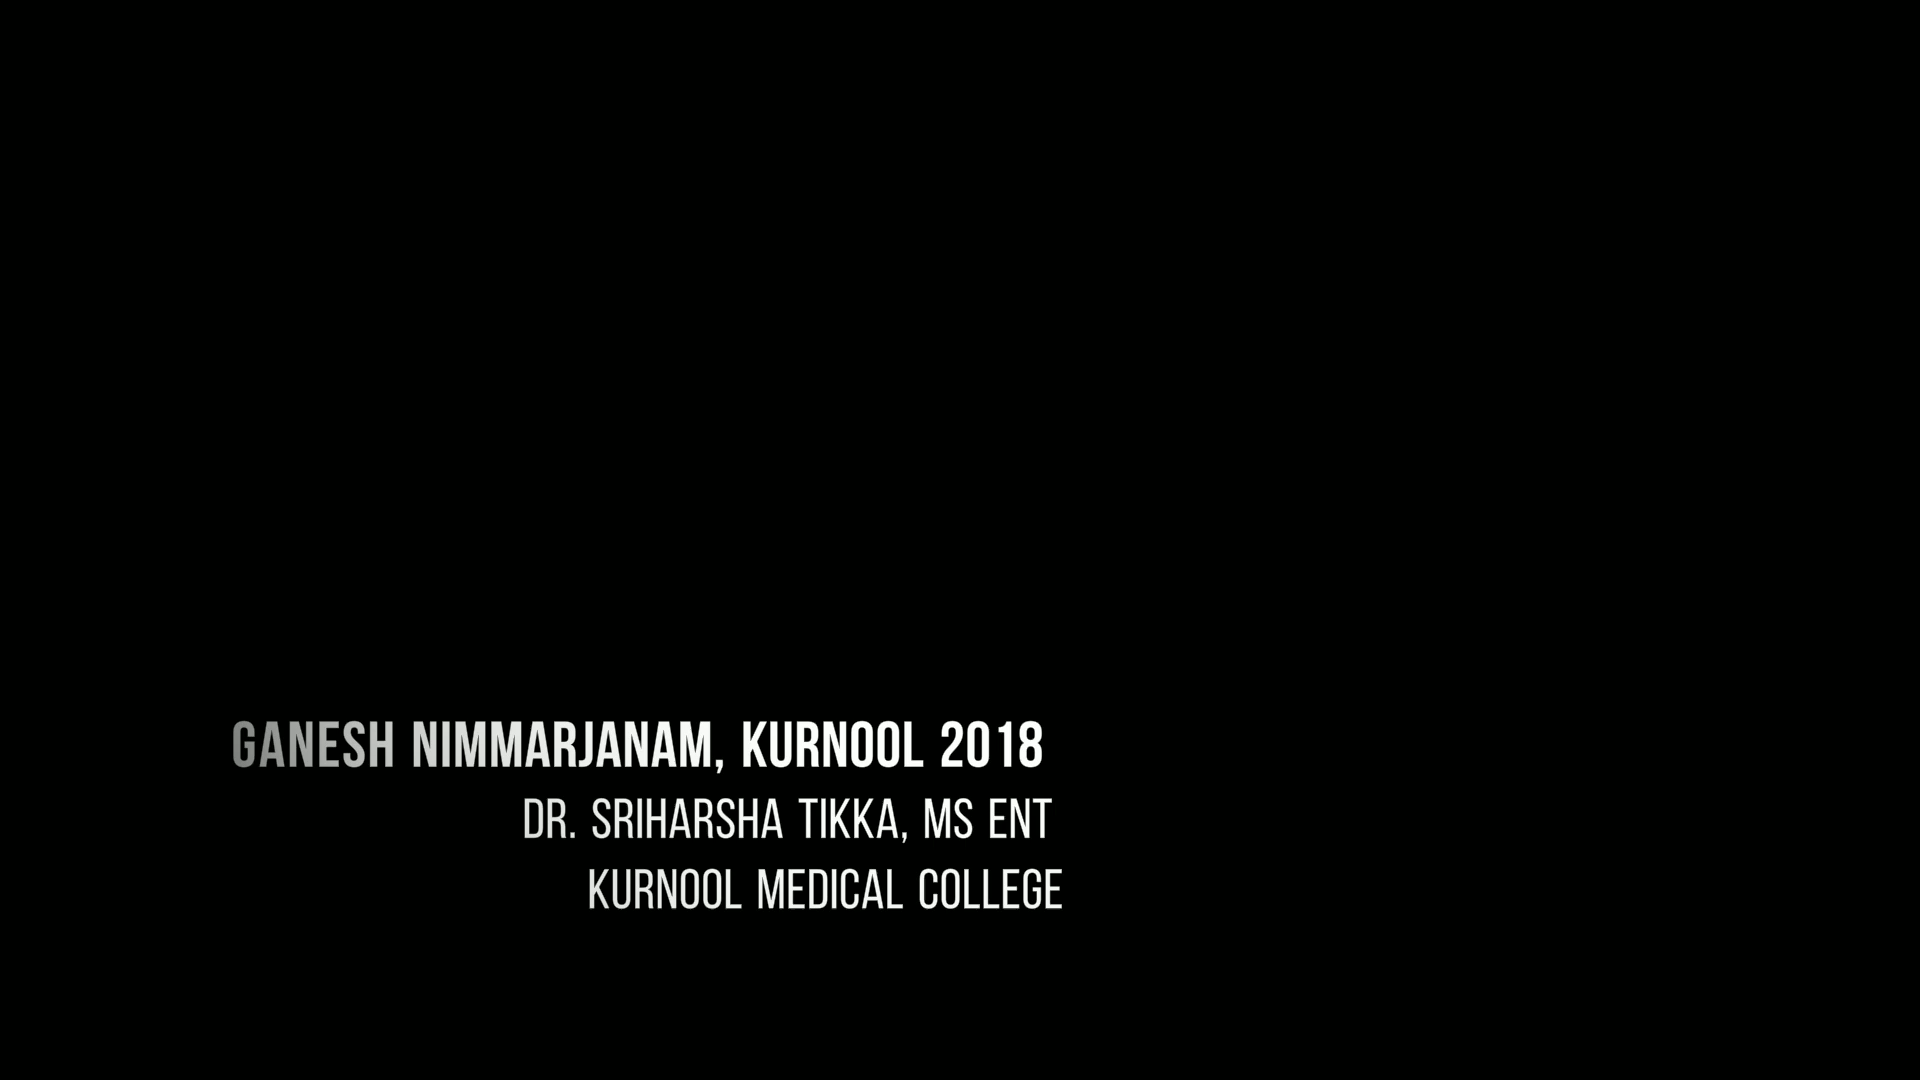 GANESH NIMMARJANAM, KURNOOL 2018
DR. SRIHARSHA TIKKA, MS ENT
KURNOOL MEDICAL COLLEGE